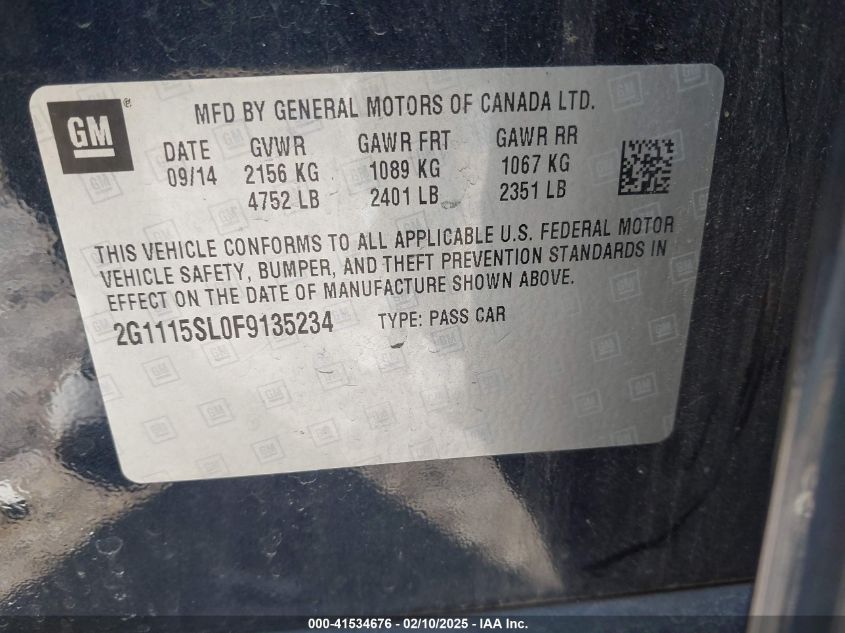 GM®
MFD BY GENERAL MOTORS OF CANADA LTD.
DATE GVWR GAWR FRT GAWR RR
09/14 2156 KG 1089 KG 1067 KG
4752 LB 2401 LB 2351 LB
THIS VEHICLE CONFORMS TO ALL APPLICABLE U.S. FEDERAL MOTOR
VEHICLE SAFETY, BUMPER, AND THEFT PREVENTION STANDARDS IN
EFFECT ON THE DATE OF MANUFACTURE SHOWN ABOVE.
2G1115SL0F9135234 TYPE: PASS CAR
000-41534676 - 02/10/2025 - IAA Inc.